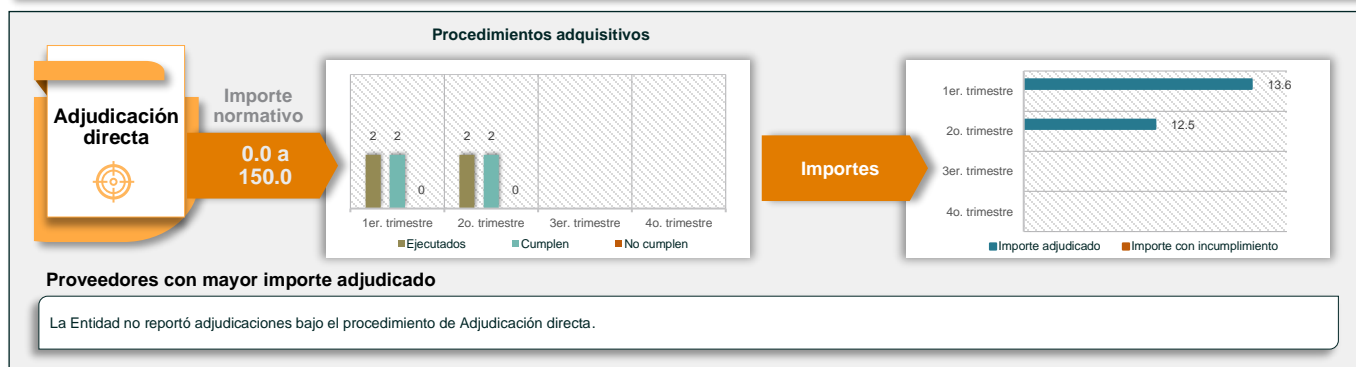 Adjudicación
directa
Importe
normativo
0.0 a
150.0
Procedimientos adquisitivos
2 2 0 2 2 0
1er. trimestre 2o. trimestre 3er. trimestre 4o. trimestre
Ejecutados Cumplen No cumplen
Importes
1er. trimestre 13.6
2o. trimestre 12.5
3er. trimestre
4o. trimestre
Importe adjudicado Importe con incumplimiento
Proveedores con mayor importe adjudicado
La Entidad no reportó adjudicaciones bajo el procedimiento de Adjudicación directa.